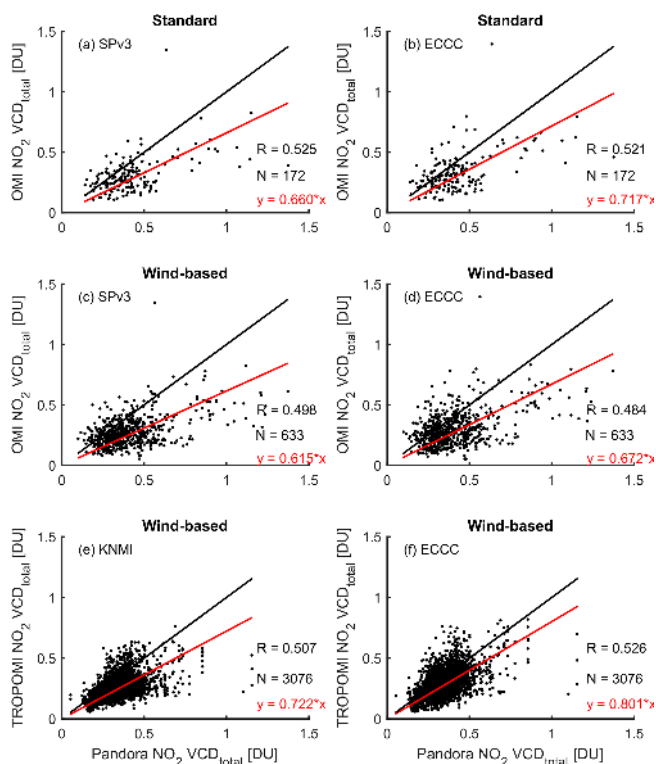 Standard
Standard
(a) SPv3
(b) ECCC
OMI NO2 VCDtotal [DU]
OMI NO2 VCDtotal [DU]
1.5
1
0.5
0
R = 0.525
N = 172
y = 0.660*x
0 0.5 1 1.5
1.5
1
0.5
0
R = 0.521
N = 172
y = 0.717*x
0 0.5 1 1.5
Wind-based
Wind-based
(c) SPv3
(d) ECCC
OMI NO2 VCDtotal [DU]
OMI NO2 VCDtotal [DU]
1.5
1
0.5
0
R = 0.498
N = 633
y = 0.615*x
0 0.5 1 1.5
1.5
1
0.5
0
R = 0.484
N = 633
y = 0.672*x
0 0.5 1 1.5
Wind-based
Wind-based
(e) KNMI
(f) ECCC
TROPOMI NO2 VCDtotal [DU]
TROPOMI NO2 VCDtotal [DU]
1.5
1
0.5
0
R = 0.507
N = 3076
y = 0.722*x
0 0.5 1 1.5
Pandora NO2 VCDtotal [DU]
1.5
1
0.5
0
R = 0.526
N = 3076
y = 0.801*x
0 0.5 1 1.5
Pandora NO2 VCDtotal [DU]